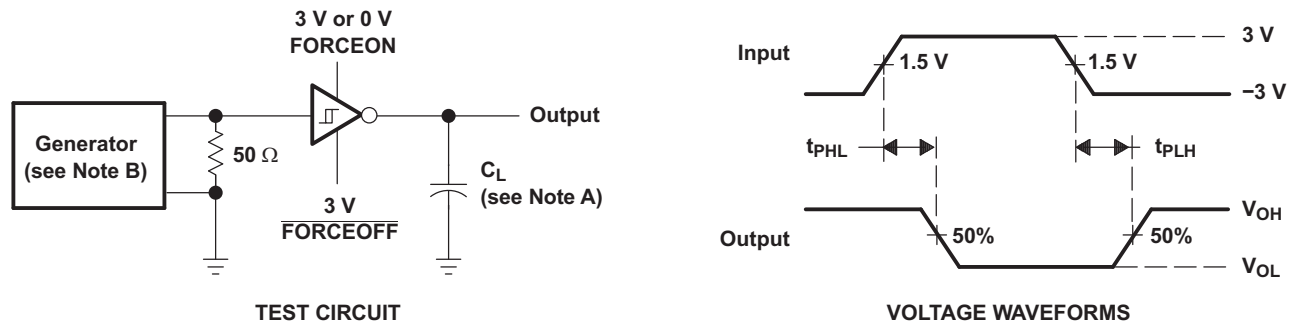 3 V or 0 V
FORCEON
Generator
(see Note B)
50 Ω
Output
C_L
(see Note A)
3 V
FORCEOFF
TEST CIRCUIT
Input
3 V
1.5 V
1.5 V
−3 V
t_PHL
t_PLH
Output
50%
50%
V_OH
V_OL
VOLTAGE WAVEFORMS